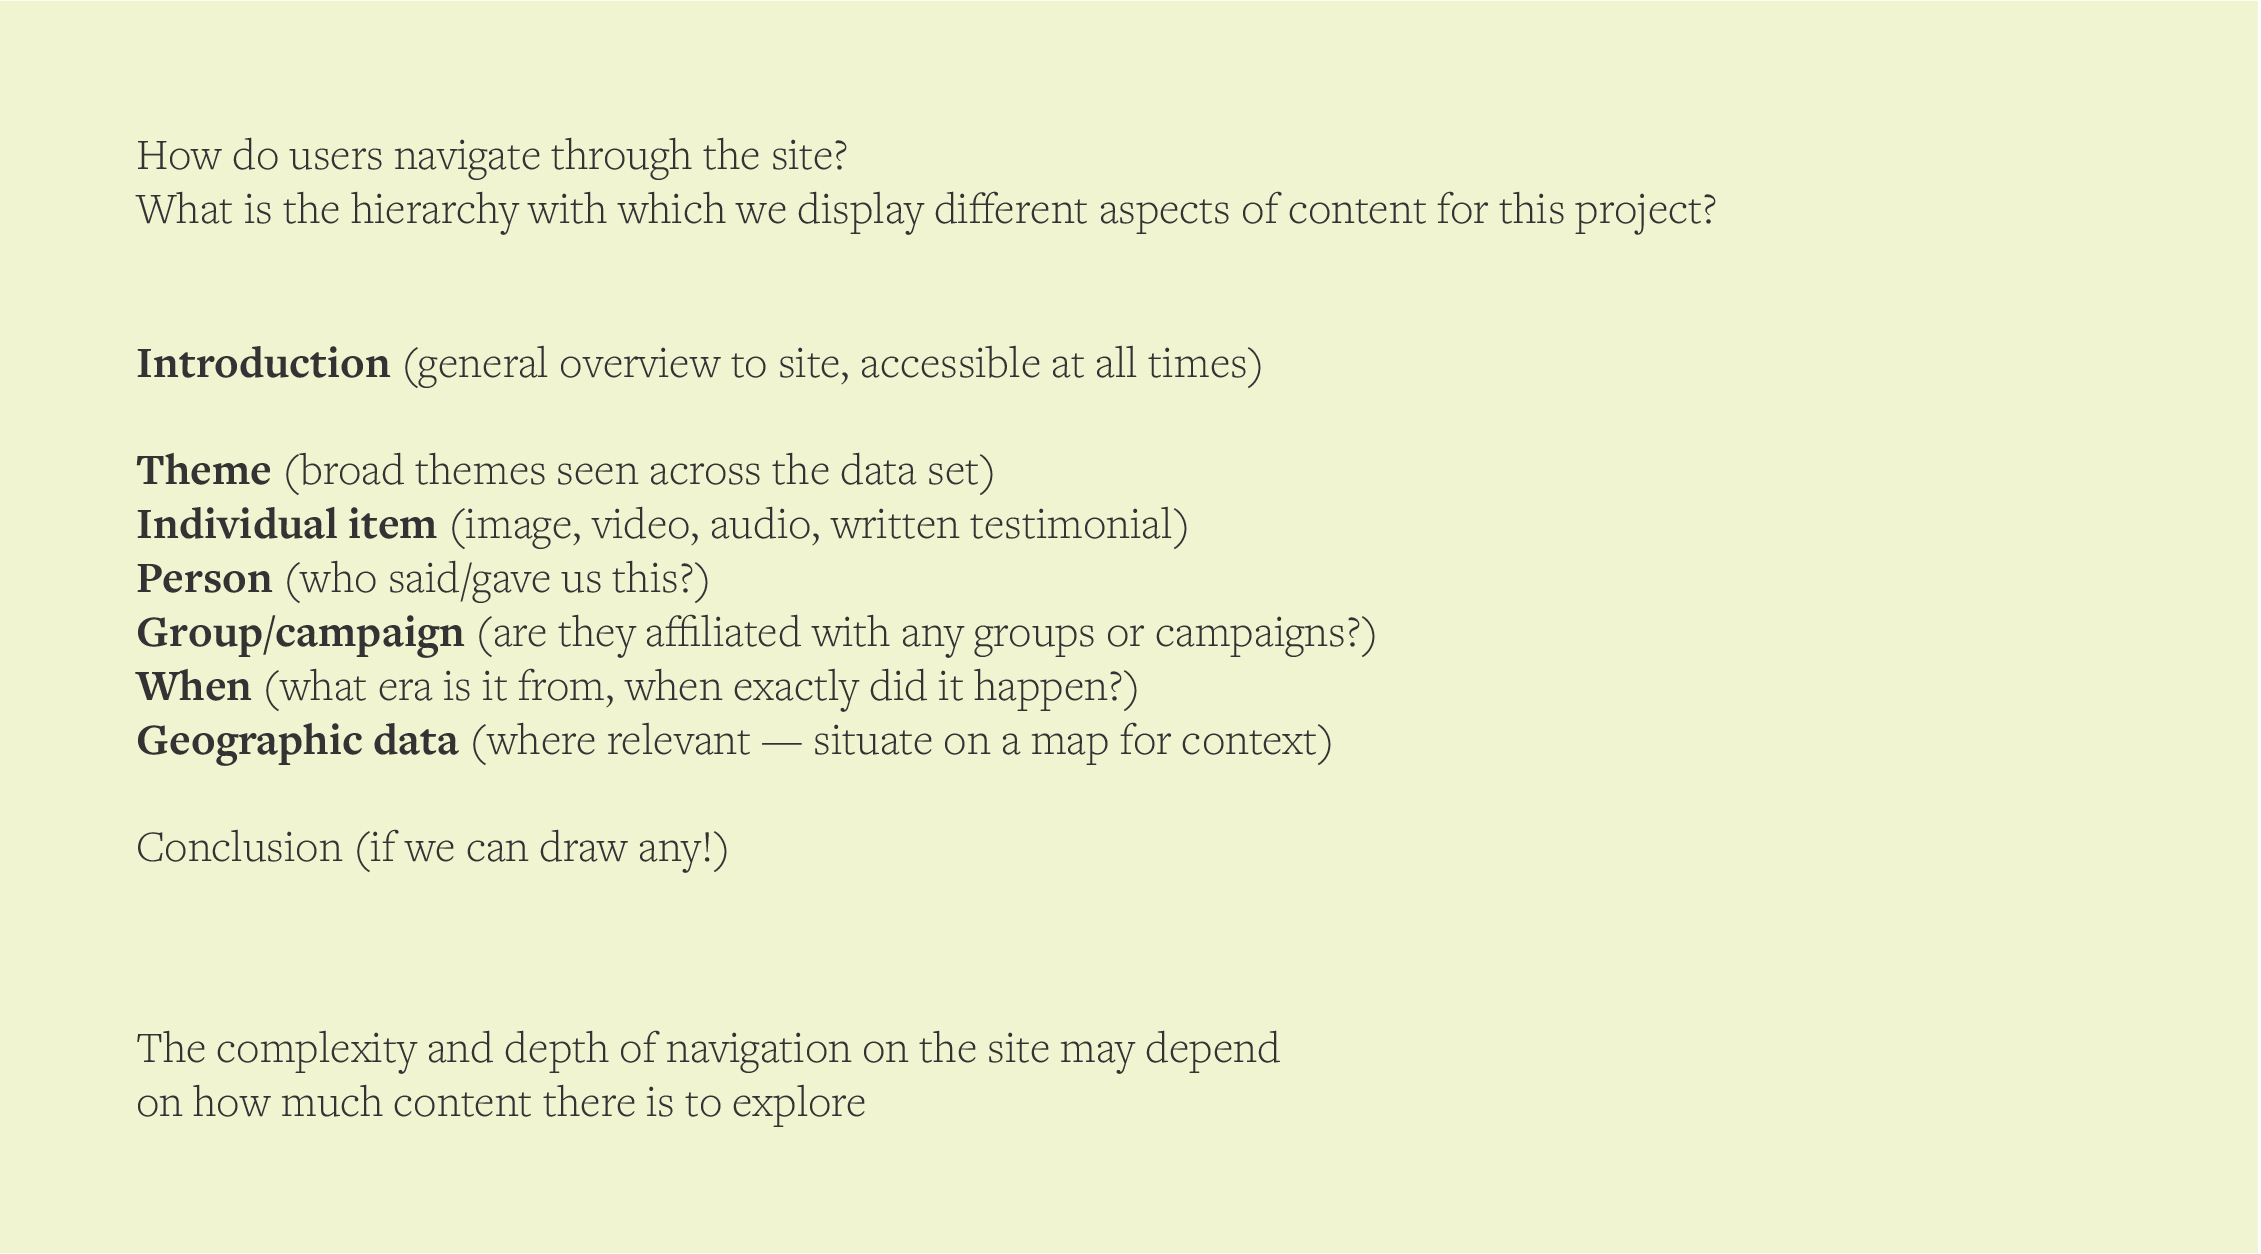 How do users navigate through the site?
What is the hierarchy with which we display different aspects of content for this project?
Introduction (general overview to site, accessible at all times)
Theme (broad themes seen across the data set)
Individual item (image, video, audio, written testimonial)
Person (who said/gave us this?)
Group/campaign (are they affiliated with any groups or campaigns?)
When (what era is it from, when exactly did it happen?)
Geographic data (where relevant — situate on a map for context)
Conclusion (if we can draw any!)
The complexity and depth of navigation on the site may depend
on how much content there is to explore